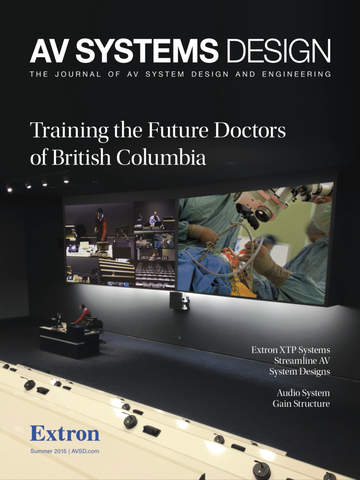 AV SYSTEMS DESIGN
THE JOURNAL OF AV SYSTEM DESIGN AND ENGINEERING
Training the Future Doctors
of British Columbia
Extron XTP Systems
Streamline AV
System Designs
Audio System
Gain Structure
Extron
Summer 2015 | AVSD.com